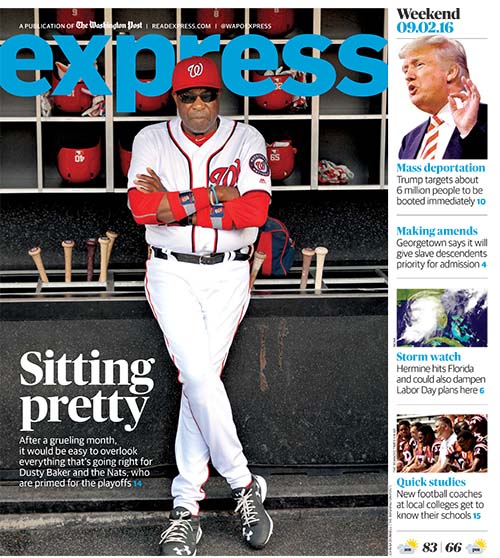 A PUBLICATION OF The Washington Post | READEXPRESS.COM | @WAPOEXPRESS
express
Weekend
09.02.16
Mass deportation
Trump targets about
6 million people to be
booted immediately 10
Making amends
Georgetown says it will
give slave descendents
priority for admission 4
Storm watch
Hermine hits Florida
and could also dampen
Labor Day plans here 6
Quick studies
New football coaches
at local colleges get to
know their schools 15
AM 83 | 66 PM
Sitting
pretty
After a grueling month,
it would be easy to overlook
everything that's going right for
Dusty Baker and the Nats, who
are primed for the playoffs 14
W
W
40
59